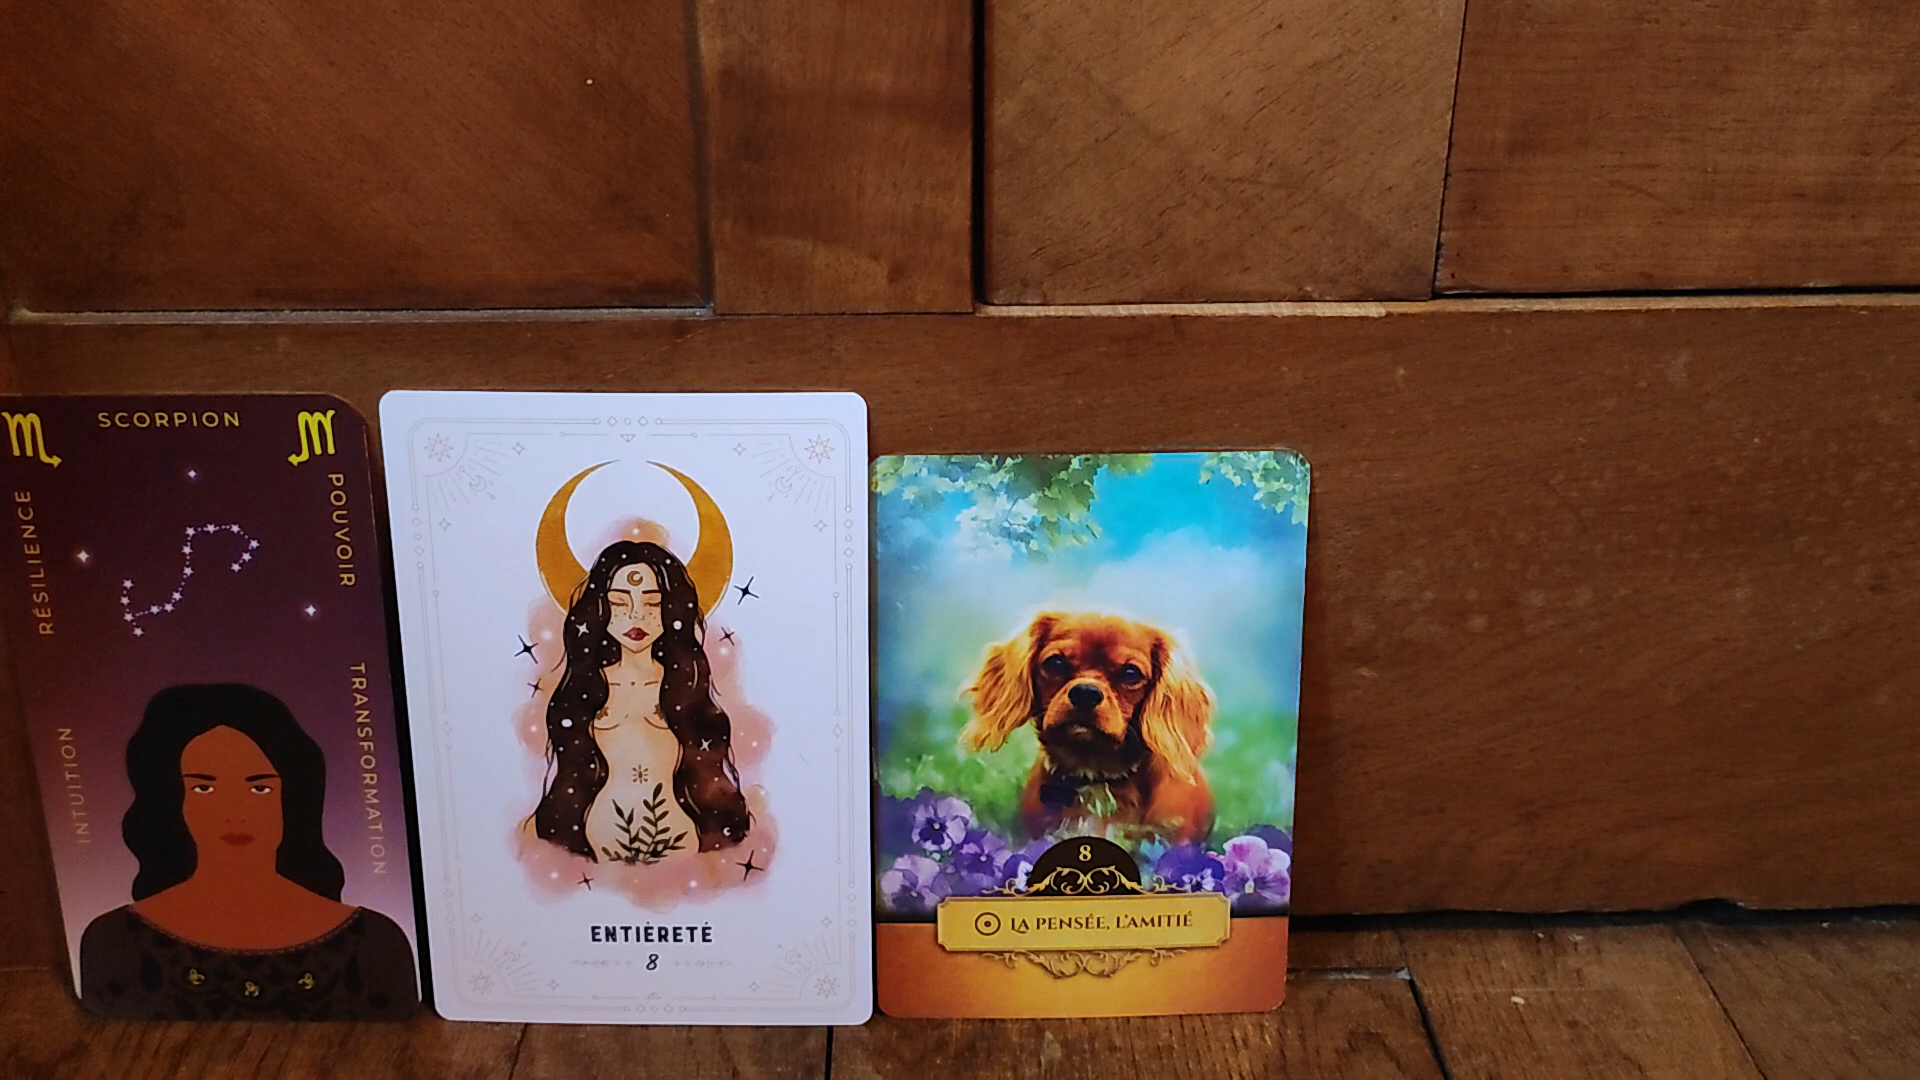 SCORPION
RÉSILIENCE
POUVOIR
INTUITION
TRANSFORMATION
ENTIÈRETÉ
8
8
LA PENSÉE, L'AMITIÉ